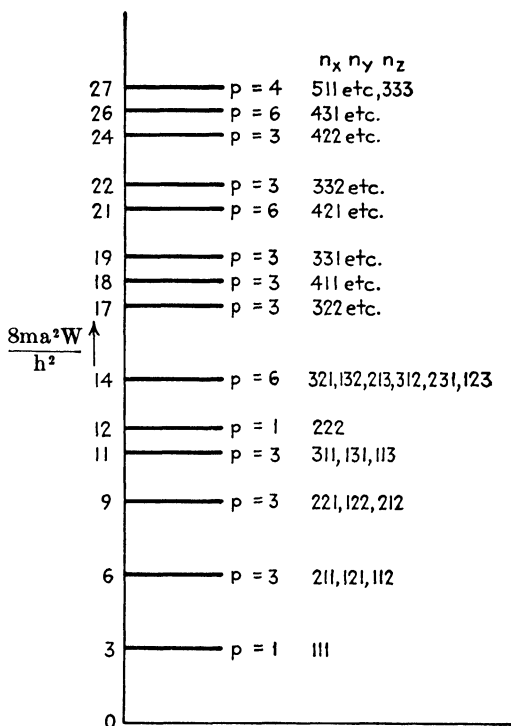 nx ny nz
27 p = 4 511 etc, 333
26 p = 6 431 etc.
24 p = 3 422 etc.
22 p = 3 332 etc.
21 p = 6 421 etc.
19 p = 3 331 etc.
18 p = 3 411 etc.
17 p = 3 322 etc.
8ma²W
h²
14 p = 6 321,132,213,312,231,123
12 p = 1 222
11 p = 3 311, 131, 113
9 p = 3 221, 122, 212
6 p = 3 211, 121, 112
3 p = 1 111
0